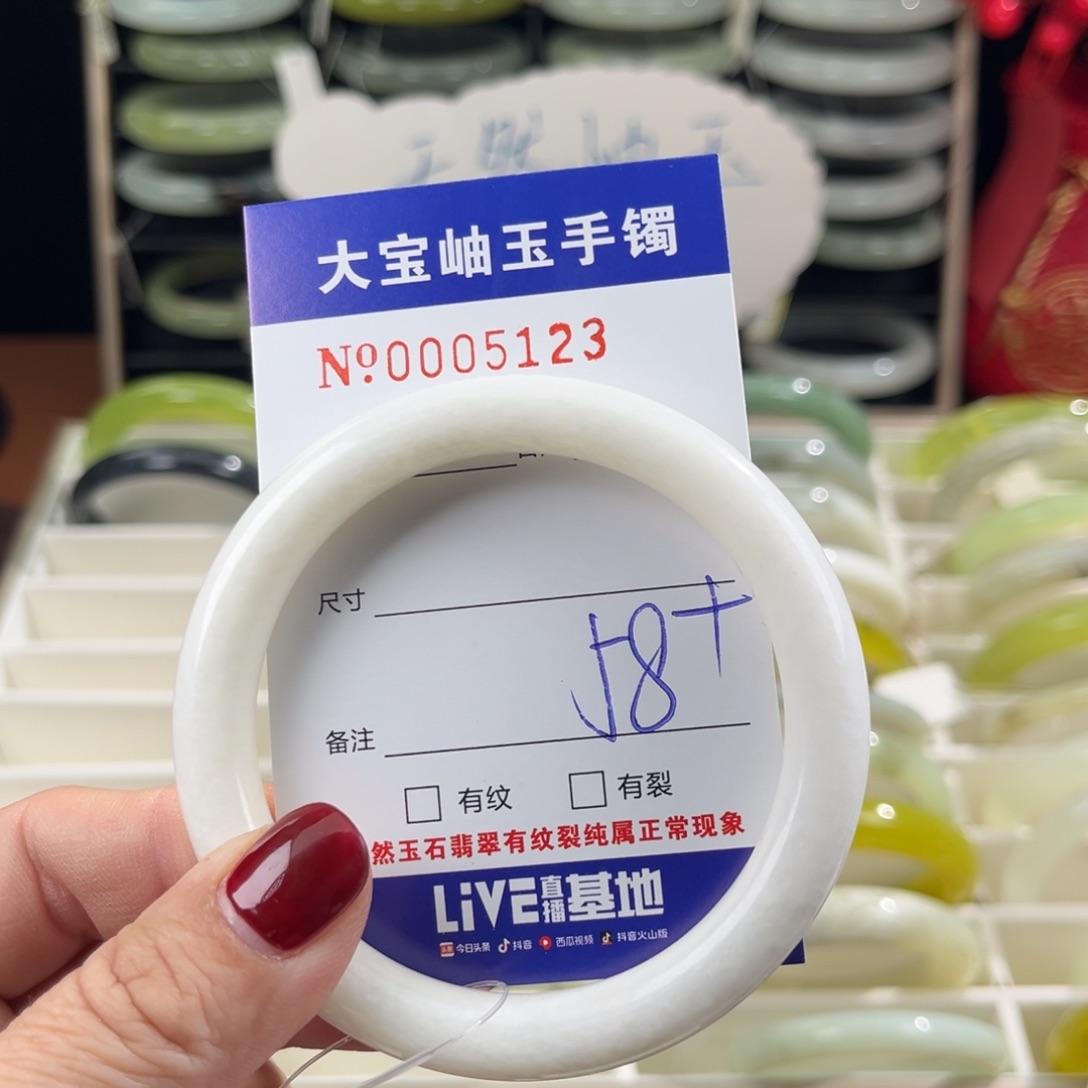 大宝岫玉手镯
Nº0005123
尺寸
58+
备注
有纹 有裂
然玉石翡翠有纹裂纯属正常现象
LiVE直播基地
今日头条 抖音 西瓜视频 抖音火山版